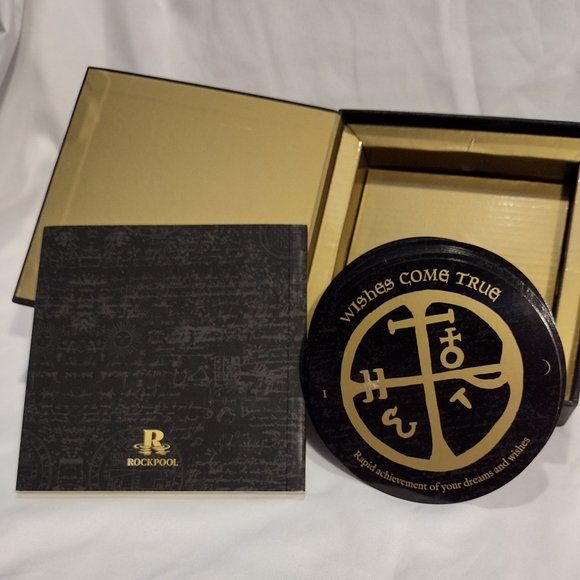 WISHES COME TRUE
I
Rapid achievement of your dreams and wishes
R
ROCKPOOL